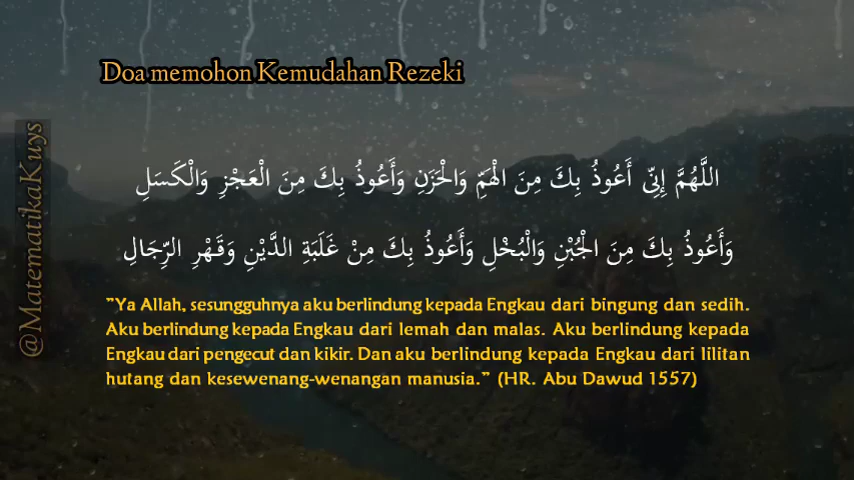 Doa memohon Kemudahan Rezeki
@MatematikaKuys
اللَّهُمَّ إِنِّى أَعُوذُ بِكَ مِنَ الْهَمِّ وَالْحَزَنِ وَأَعُوذُ بِكَ مِنَ الْعَجْزِ وَالْكَسَلِ
وَأَعُوذُ بِكَ مِنَ الْجُبْنِ وَالْبُخْلِ وَأَعُوذُ بِكَ مِنْ غَلَبَةِ الدَّيْنِ وَقَهْرِ الرِّجَالِ
"Ya Allah, sesungguhnya aku berlindung kepada Engkau dari bingung dan sedih.
Aku berlindung kepada Engkau dari lemah dan malas. Aku berlindung kepada
Engkau dari pengecut dan kikir. Dan aku berlindung kepada Engkau dari lilitan
hutang dan kesewenang-wenangan manusia." (HR. Abu Dawud 1557)